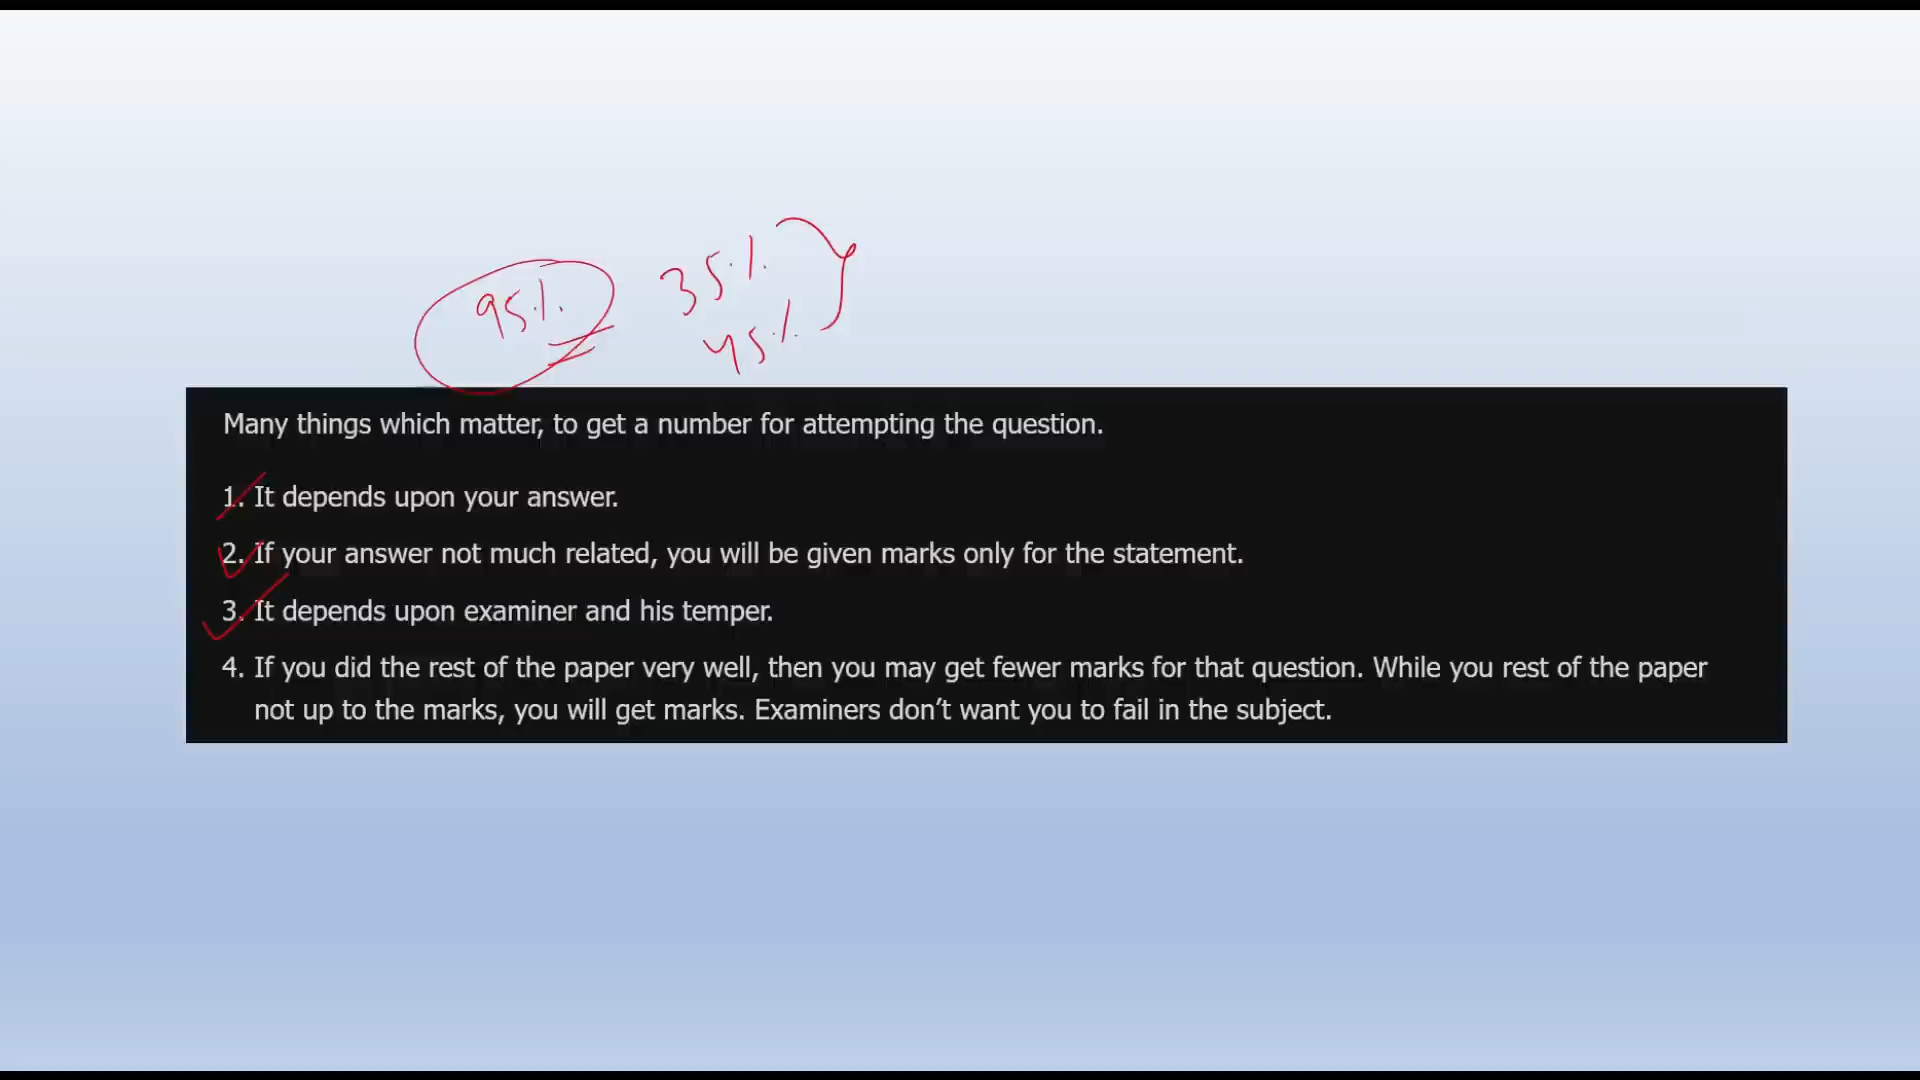 95%
35%
45%
Many things which matter, to get a number for attempting the question.
1. It depends upon your answer.
2. If your answer not much related, you will be given marks only for the statement.
3. It depends upon examiner and his temper.
4. If you did the rest of the paper very well, then you may get fewer marks for that question. While you rest of the paper
not up to the marks, you will get marks. Examiners don’t want you to fail in the subject.